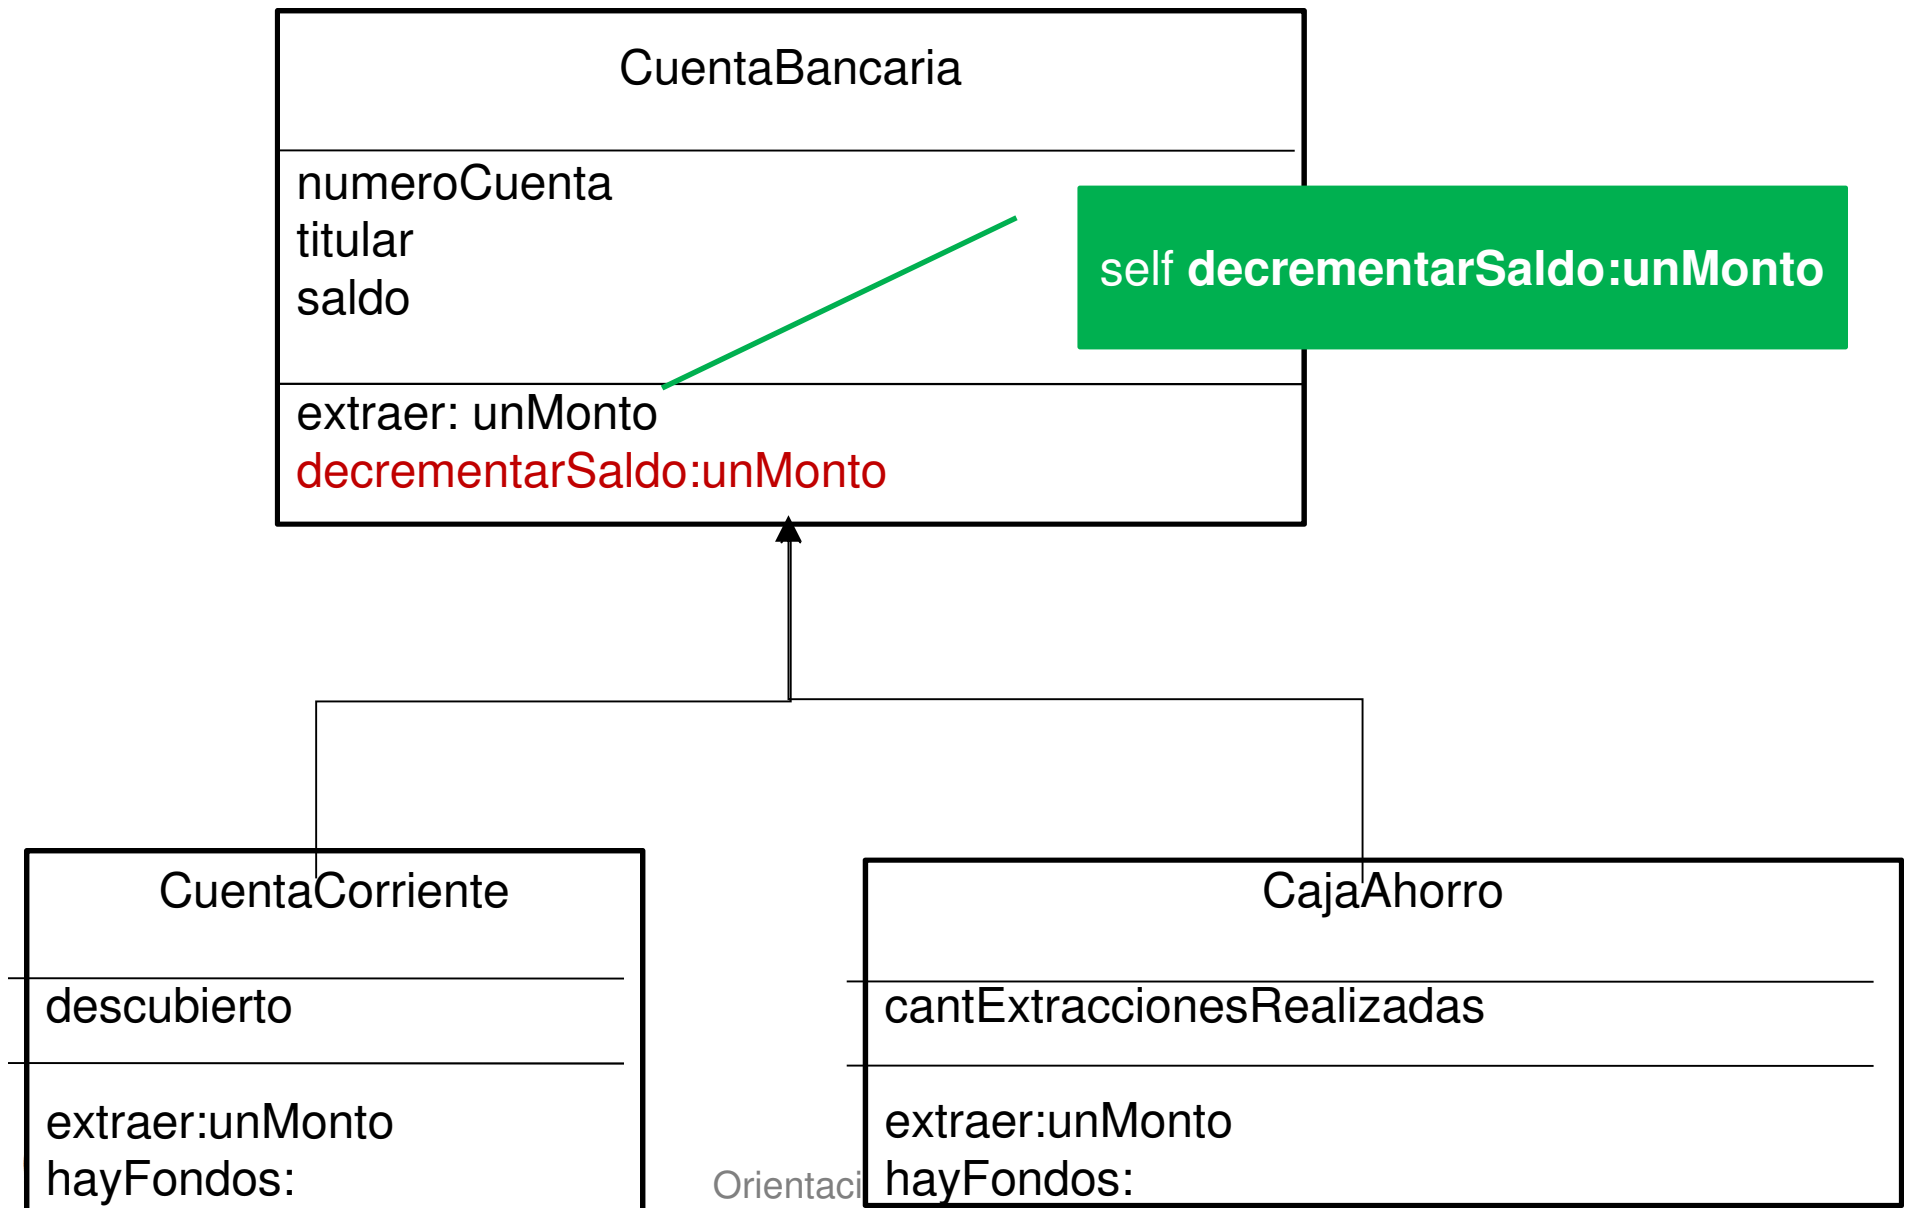 CuentaBancaria
numeroCuenta
titular
saldo
self decrementarSaldo:unMonto
extraer: unMonto
decrementarSaldo:unMonto
CuentaCorriente
descubierto
extraer:unMonto
hayFondos:
CajaAhorro
cantExtraccionesRealizadas
extraer:unMonto
hayFondos:
Orientaci